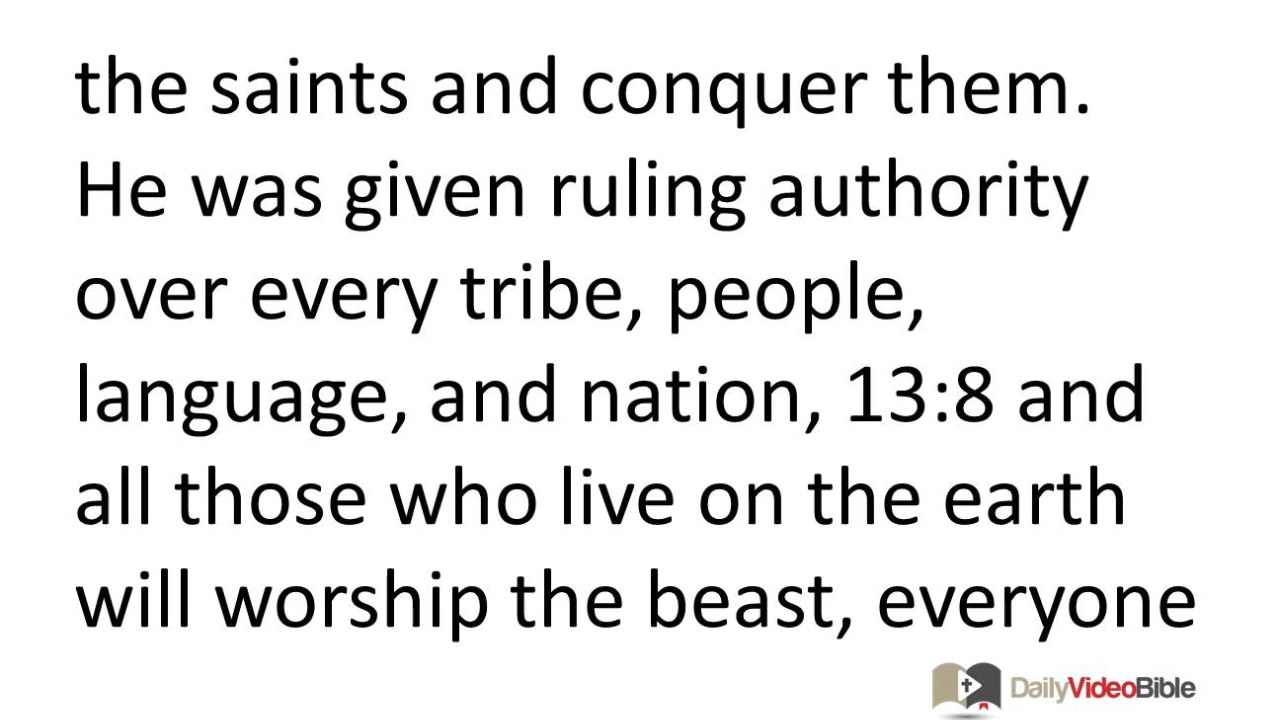 the saints and conquer them.
He was given ruling authority
over every tribe, people,
language, and nation, 13:8 and
all those who live on the earth
will worship the beast, everyone
DailyVideoBible